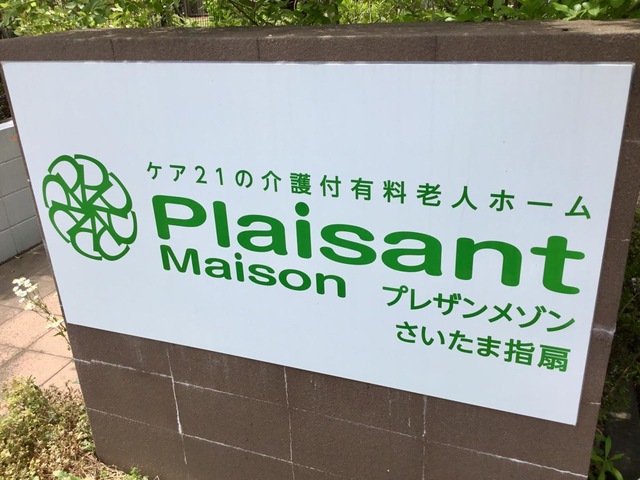 ケア21の介護付有料老人ホーム
Plaisant
Maison
プレザンメゾン
さいたま指扇